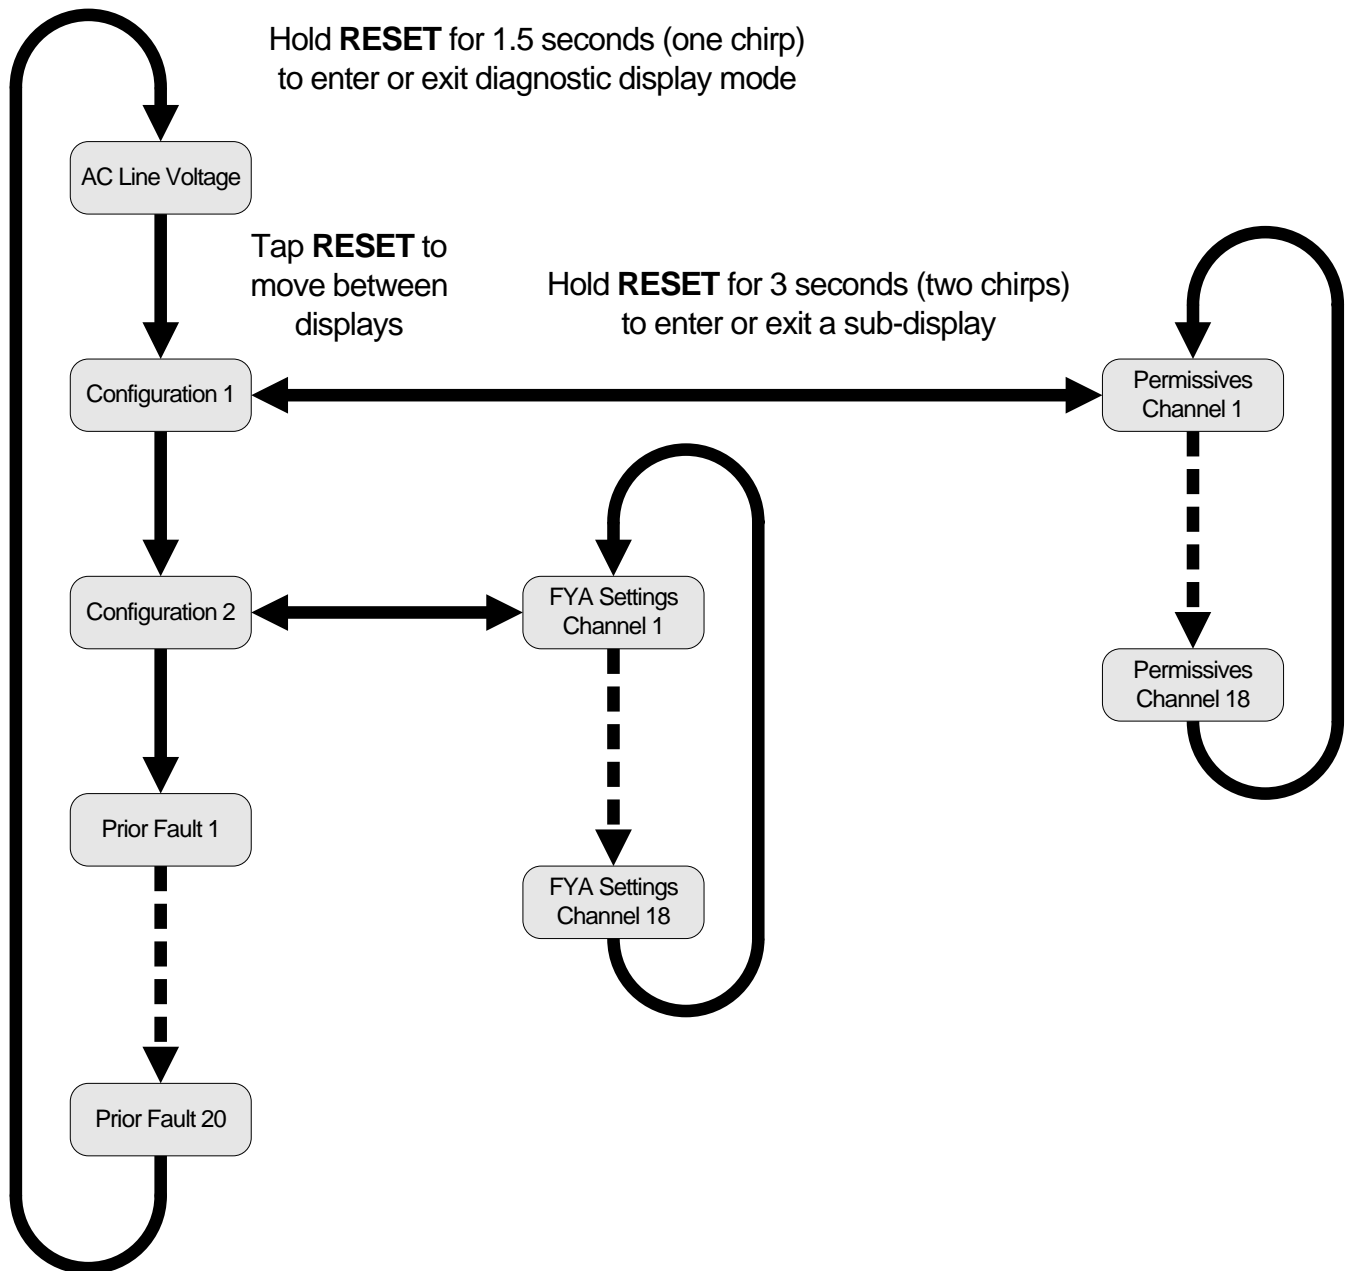 Hold RESET for 1.5 seconds (one chirp)
to enter or exit diagnostic display mode
AC Line Voltage
Tap RESET to
move between
displays
Hold RESET for 3 seconds (two chirps)
to enter or exit a sub-display
Configuration 1
Permissives
Channel 1
Configuration 2
FYA Settings
Channel 1
Permissives
Channel 18
Prior Fault 1
FYA Settings
Channel 18
Prior Fault 20